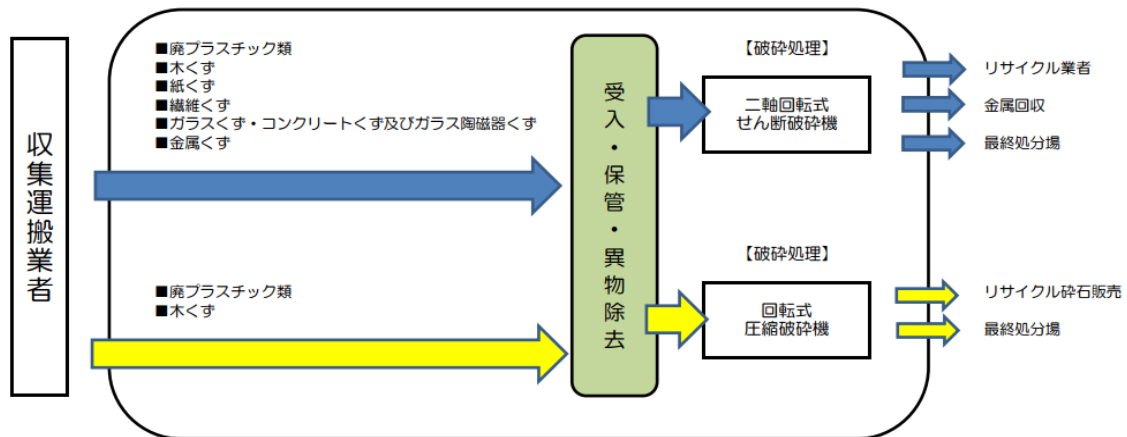 収集運搬業者
■廃プラスチック類
■木くず
■紙くず
■繊維くず
■ガラスくず・コンクリートくず及びガラス陶磁器くず
■金属くず
■廃プラスチック類
■木くず
受入・保管・異物除去
【破砕処理】
二軸回転式
せん断破砕機
リサイクル業者
金属回収
最終処分場
【破砕処理】
回転式
圧縮破砕機
リサイクル砕石販売
最終処分場